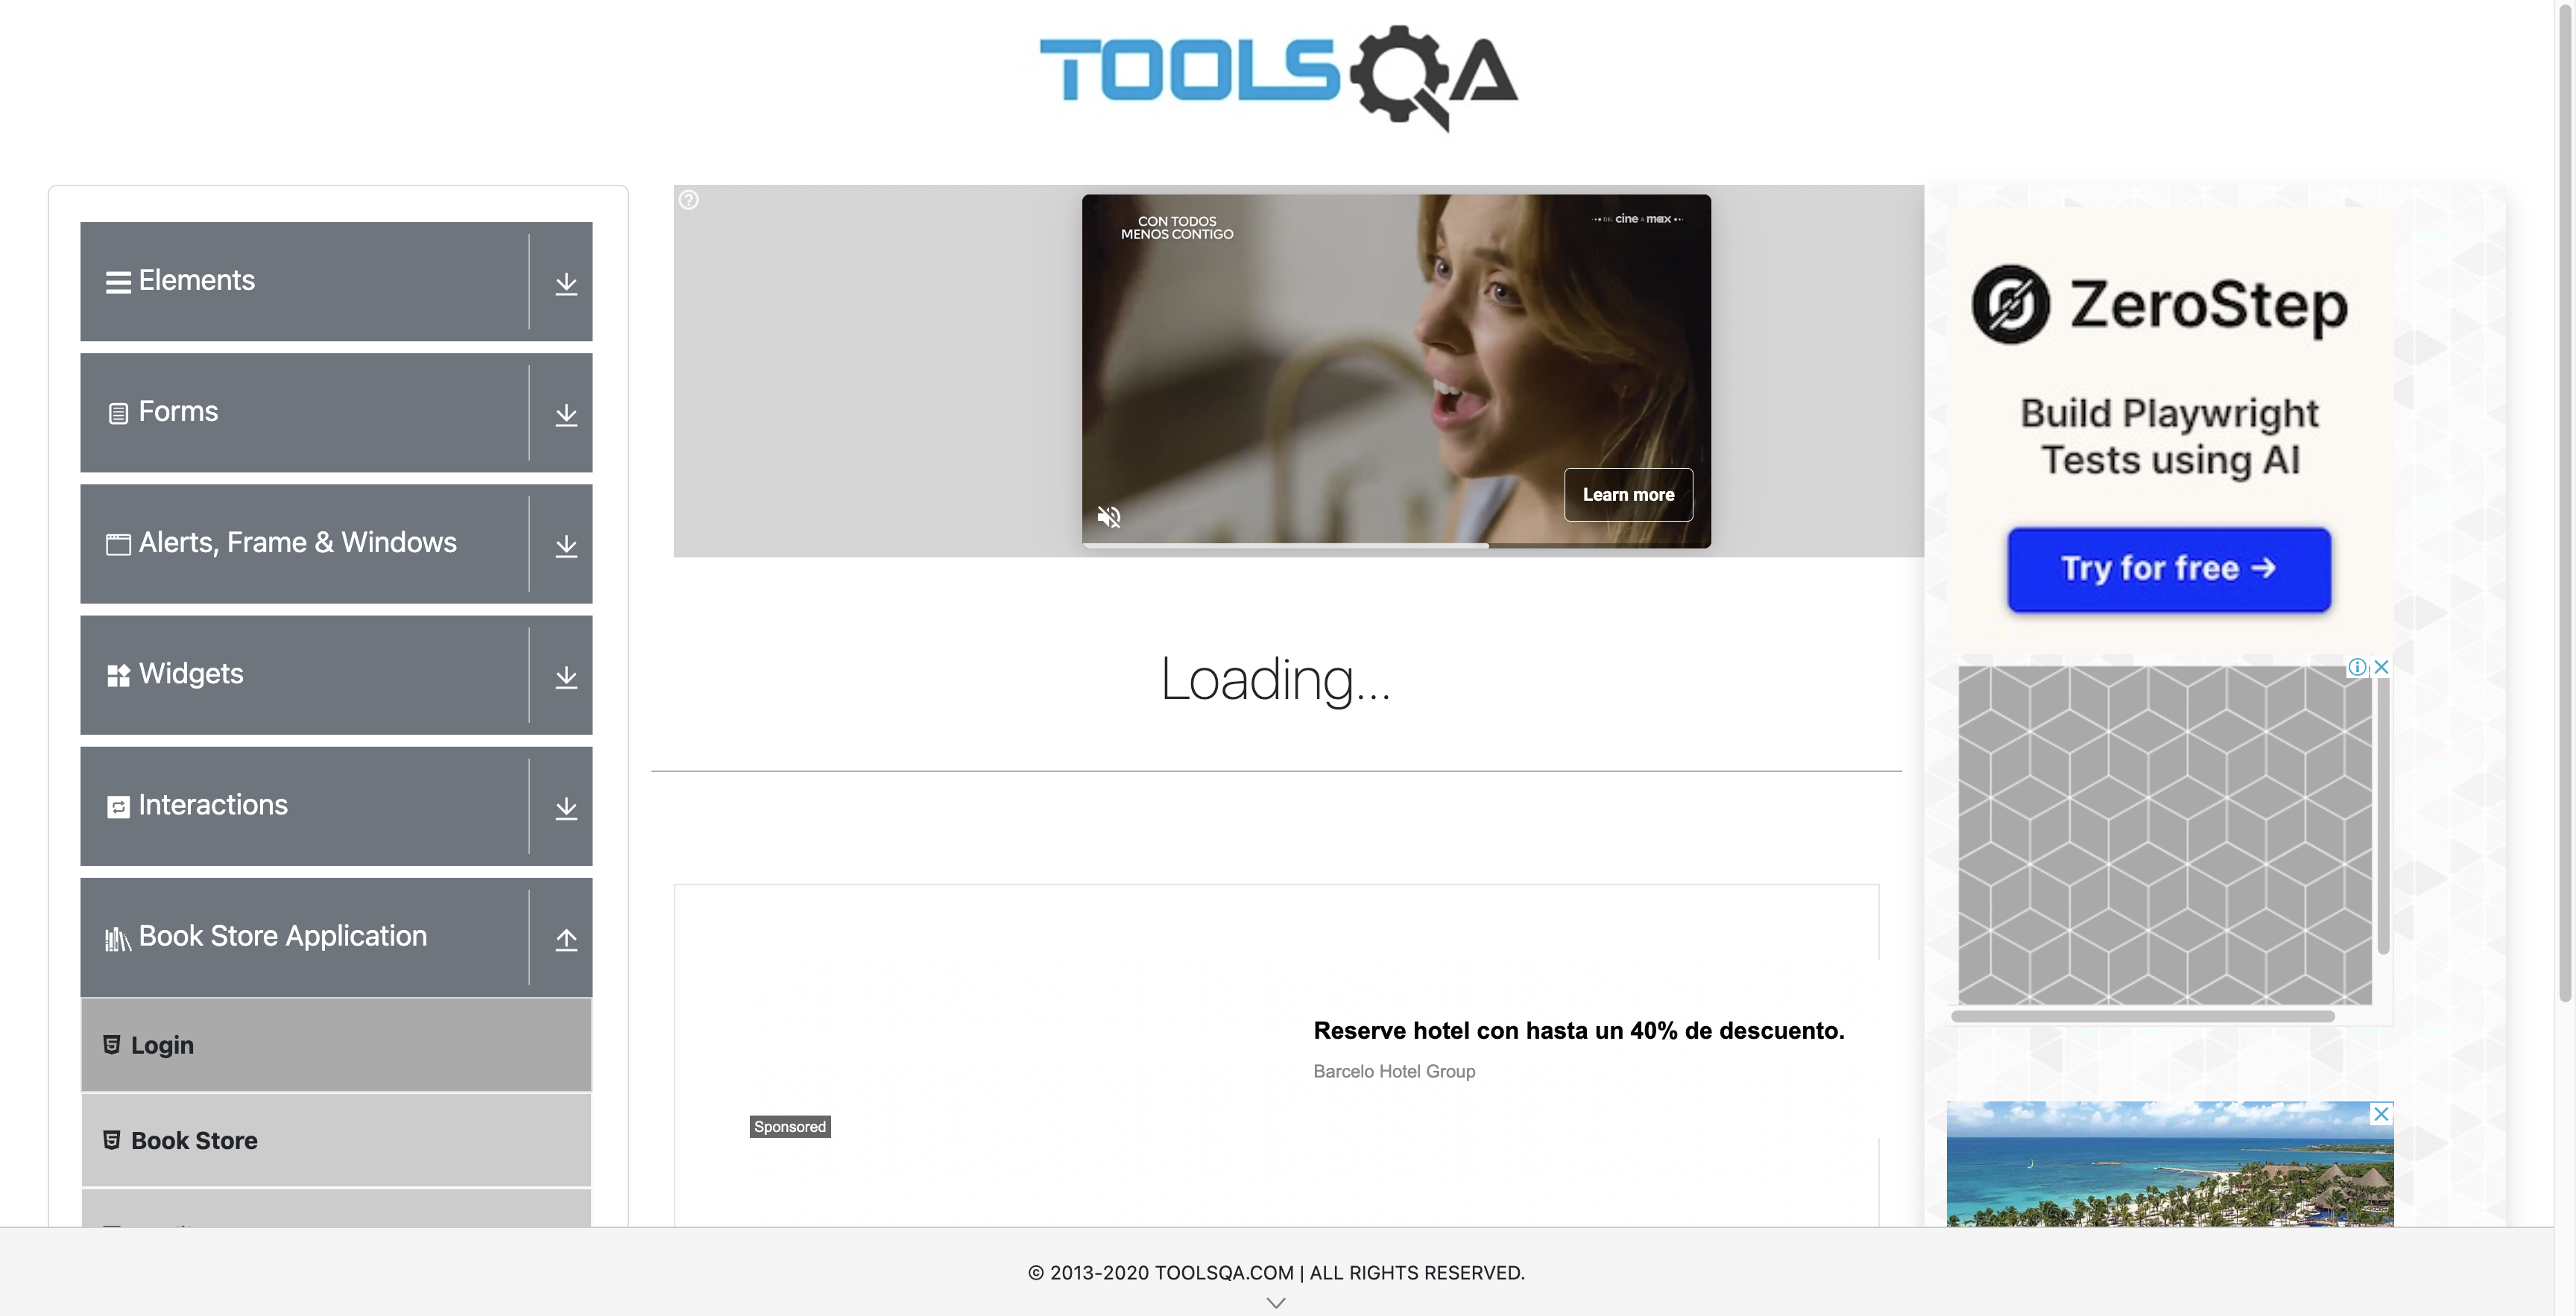 TOOLSQA
Elements
Forms
Alerts, Frame & Windows
Widgets
Interactions
Book Store Application
Login
Book Store
CON TODOS
MENOS CONTIGO
DEL cine A max
Learn more
Loading...
Reserve hotel con hasta un 40% de descuento.
Barcelo Hotel Group
Sponsored
ZeroStep
Build Playwright
Tests using AI
Try for free →
© 2013-2020 TOOLSQA.COM | ALL RIGHTS RESERVED.